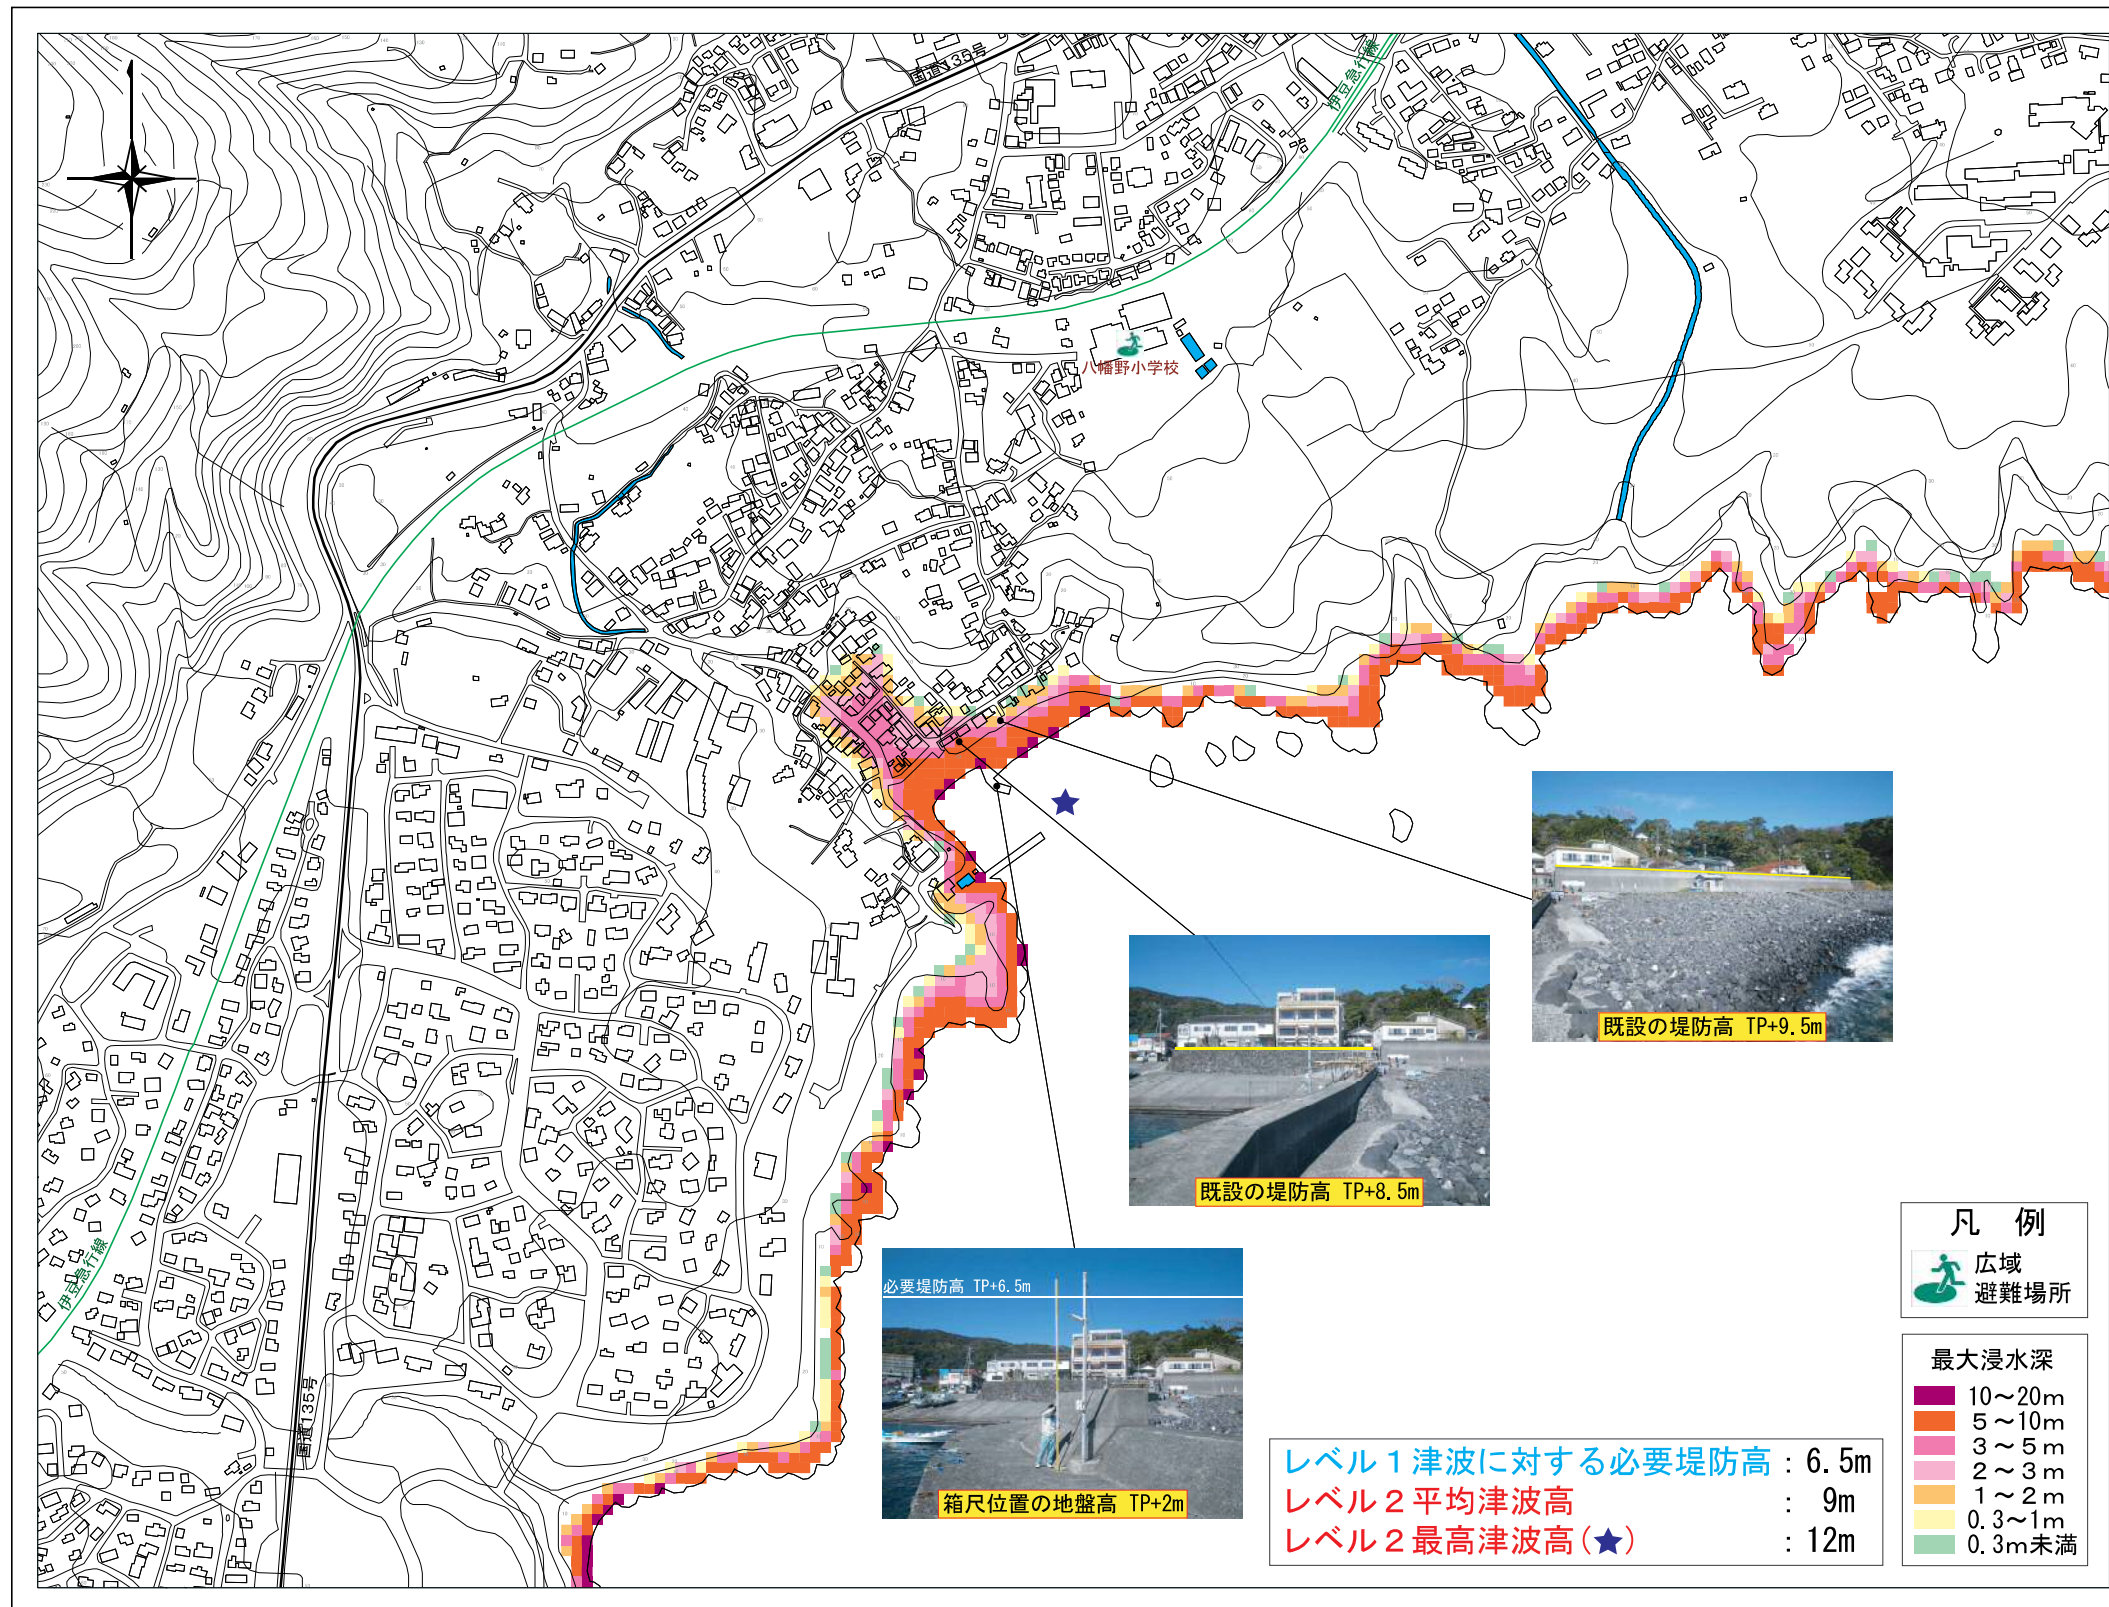 国道135号
伊豆急行線
八幡野小学校
既設の堤防高 TP+9.5m
既設の堤防高 TP+8.5m
必要堤防高 TP+6.5m
箱尺位置の地盤高 TP+2m
伊豆急行線
国道135号
凡 例
広域
避難場所
最大浸水深
10~20m
5~10m
3~5m
2~3m
1~2m
0.3~1m
0.3m未満
レベル1津波に対する必要堤防高 : 6.5m
レベル2平均津波高 : 9m
レベル2最高津波高(★) : 12m